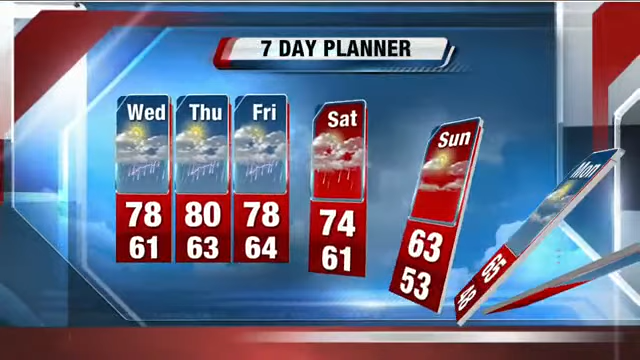 7 DAY PLANNER
Wed Thu Fri Sat Sun Mon
78 80 78 74 63
61 63 64 61 53